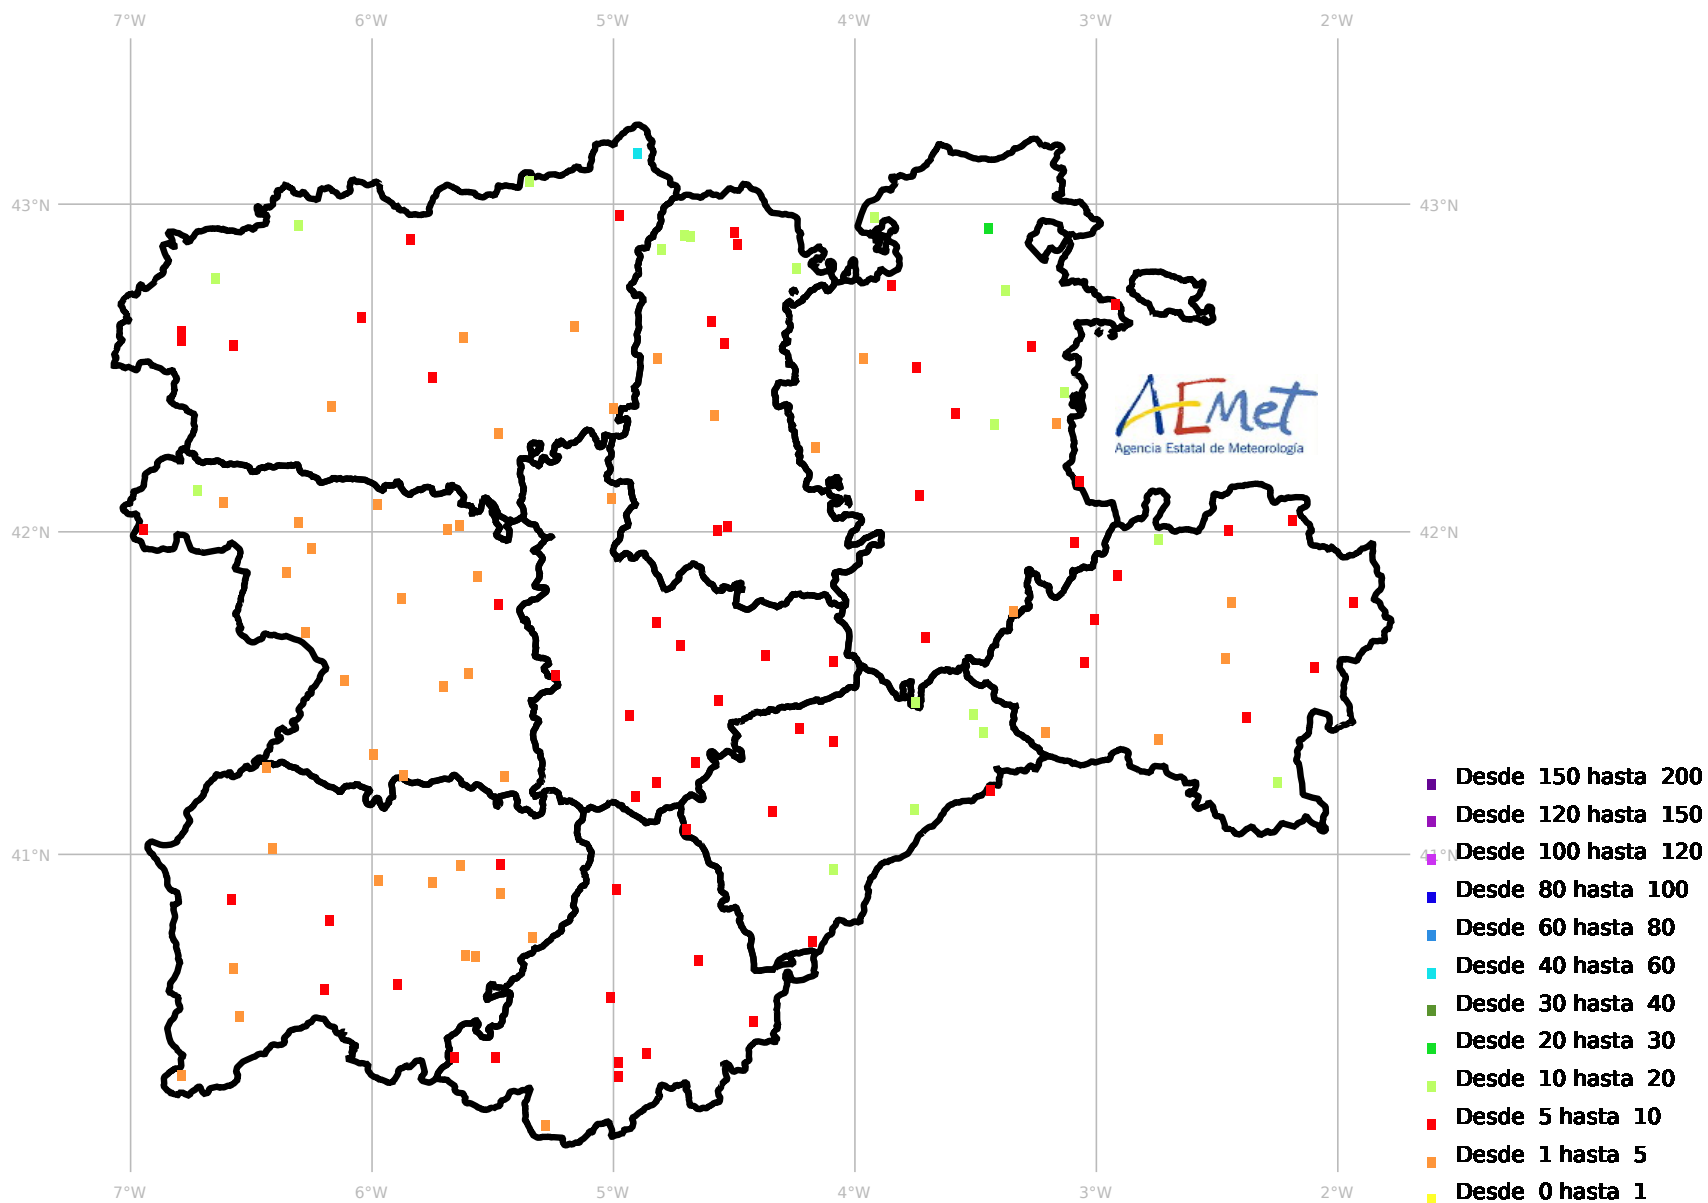 7°W 6°W 5°W 4°W 3°W 2°W
43°N 43°N
AEMet
Agencia Estatal de Meteorología
42°N 42°N
Desde 150 hasta 200
Desde 120 hasta 150
Desde 100 hasta 120
41°N 41°N
Desde 80 hasta 100
Desde 60 hasta 80
Desde 40 hasta 60
Desde 30 hasta 40
Desde 20 hasta 30
Desde 10 hasta 20
Desde 5 hasta 10
Desde 1 hasta 5
Desde 0 hasta 1
7°W 6°W 5°W 4°W 3°W 2°W